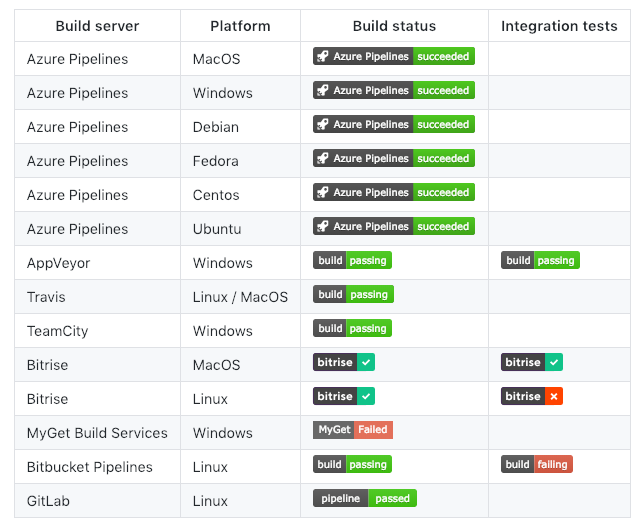 Build server Platform Build status Integration tests
Azure Pipelines MacOS Azure Pipelines succeeded
Azure Pipelines Windows Azure Pipelines succeeded
Azure Pipelines Debian Azure Pipelines succeeded
Azure Pipelines Fedora Azure Pipelines succeeded
Azure Pipelines Centos Azure Pipelines succeeded
Azure Pipelines Ubuntu Azure Pipelines succeeded
AppVeyor Windows build passing build passing
Travis Linux / MacOS build passing
TeamCity Windows build passing
Bitrise MacOS bitrise ✓ bitrise ✓
Bitrise Linux bitrise ✓ bitrise ×
MyGet Build Services Windows MyGet Failed
Bitbucket Pipelines Linux build passing build failing
GitLab Linux pipeline passed